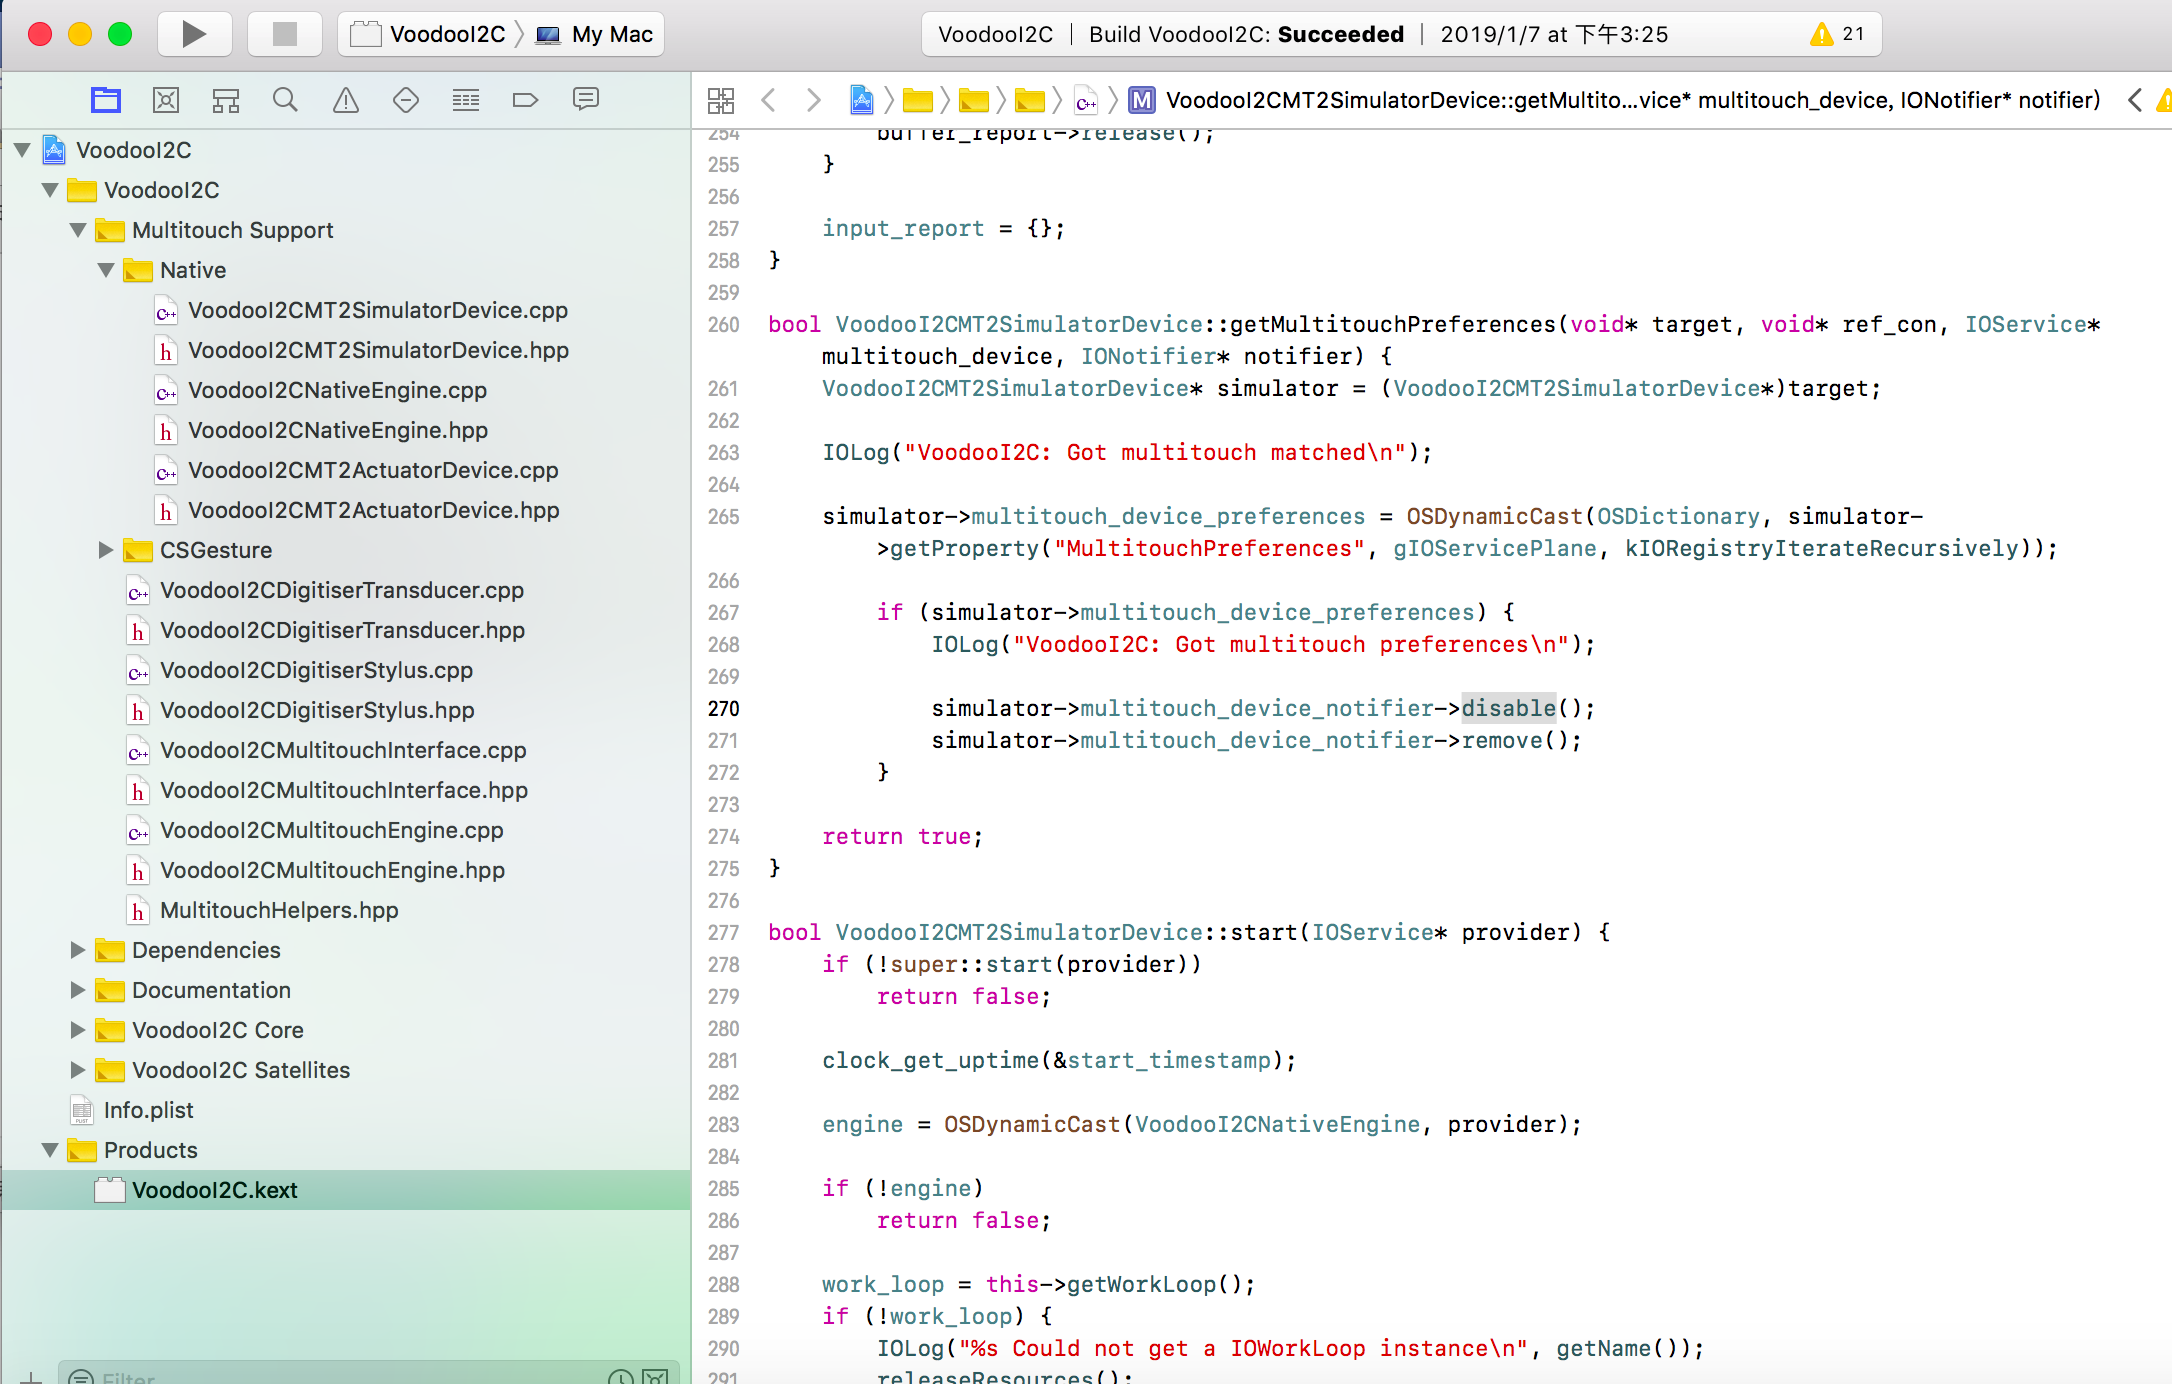 VoodooI2C My Mac
VoodooI2C | Build VoodooI2C: Succeeded | 2019/1/7 at 下午3:25 21
M VoodooI2CMT2SimulatorDevice::getMultito...vice* multitouch_device, IONotifier* notifier)
VoodooI2C
VoodooI2C
Multitouch Support
Native
VoodooI2CMT2SimulatorDevice.cpp
VoodooI2CMT2SimulatorDevice.hpp
VoodooI2CNativeEngine.cpp
VoodooI2CNativeEngine.hpp
VoodooI2CMT2ActuatorDevice.cpp
VoodooI2CMT2ActuatorDevice.hpp
CSGesture
VoodooI2CDigitiserTransducer.cpp
VoodooI2CDigitiserTransducer.hpp
VoodooI2CDigitiserStylus.cpp
VoodooI2CDigitiserStylus.hpp
VoodooI2CMultitouchInterface.cpp
VoodooI2CMultitouchInterface.hpp
VoodooI2CMultitouchEngine.cpp
VoodooI2CMultitouchEngine.hpp
MultitouchHelpers.hpp
Dependencies
Documentation
VoodooI2C Core
VoodooI2C Satellites
Info.plist
Products
VoodooI2C.kext
Filter
254 buffer_report->release();
255 }
256
257 input_report = {};
258 }
259
260 bool VoodooI2CMT2SimulatorDevice::getMultitouchPreferences(void* target, void* ref_con, IOService*
multitouch_device, IONotifier* notifier) {
261 VoodooI2CMT2SimulatorDevice* simulator = (VoodooI2CMT2SimulatorDevice*)target;
262
263 IOLog("VoodooI2C: Got multitouch matched\n");
264
265 simulator->multitouch_device_preferences = OSDynamicCast(OSDictionary, simulator-
>getProperty("MultitouchPreferences", gIOServicePlane, kIORegistryIterateRecursively));
266
267 if (simulator->multitouch_device_preferences) {
268 IOLog("VoodooI2C: Got multitouch preferences\n");
269
270 simulator->multitouch_device_notifier->disable();
271 simulator->multitouch_device_notifier->remove();
272 }
273
274 return true;
275 }
276
277 bool VoodooI2CMT2SimulatorDevice::start(IOService* provider) {
278 if (!super::start(provider))
279 return false;
280
281 clock_get_uptime(&start_timestamp);
282
283 engine = OSDynamicCast(VoodooI2CNativeEngine, provider);
284
285 if (!engine)
286 return false;
287
288 work_loop = this->getWorkLoop();
289 if (!work_loop) {
290 IOLog("%s Could not get a IOWorkLoop instance\n", getName());
291 releaseResources();